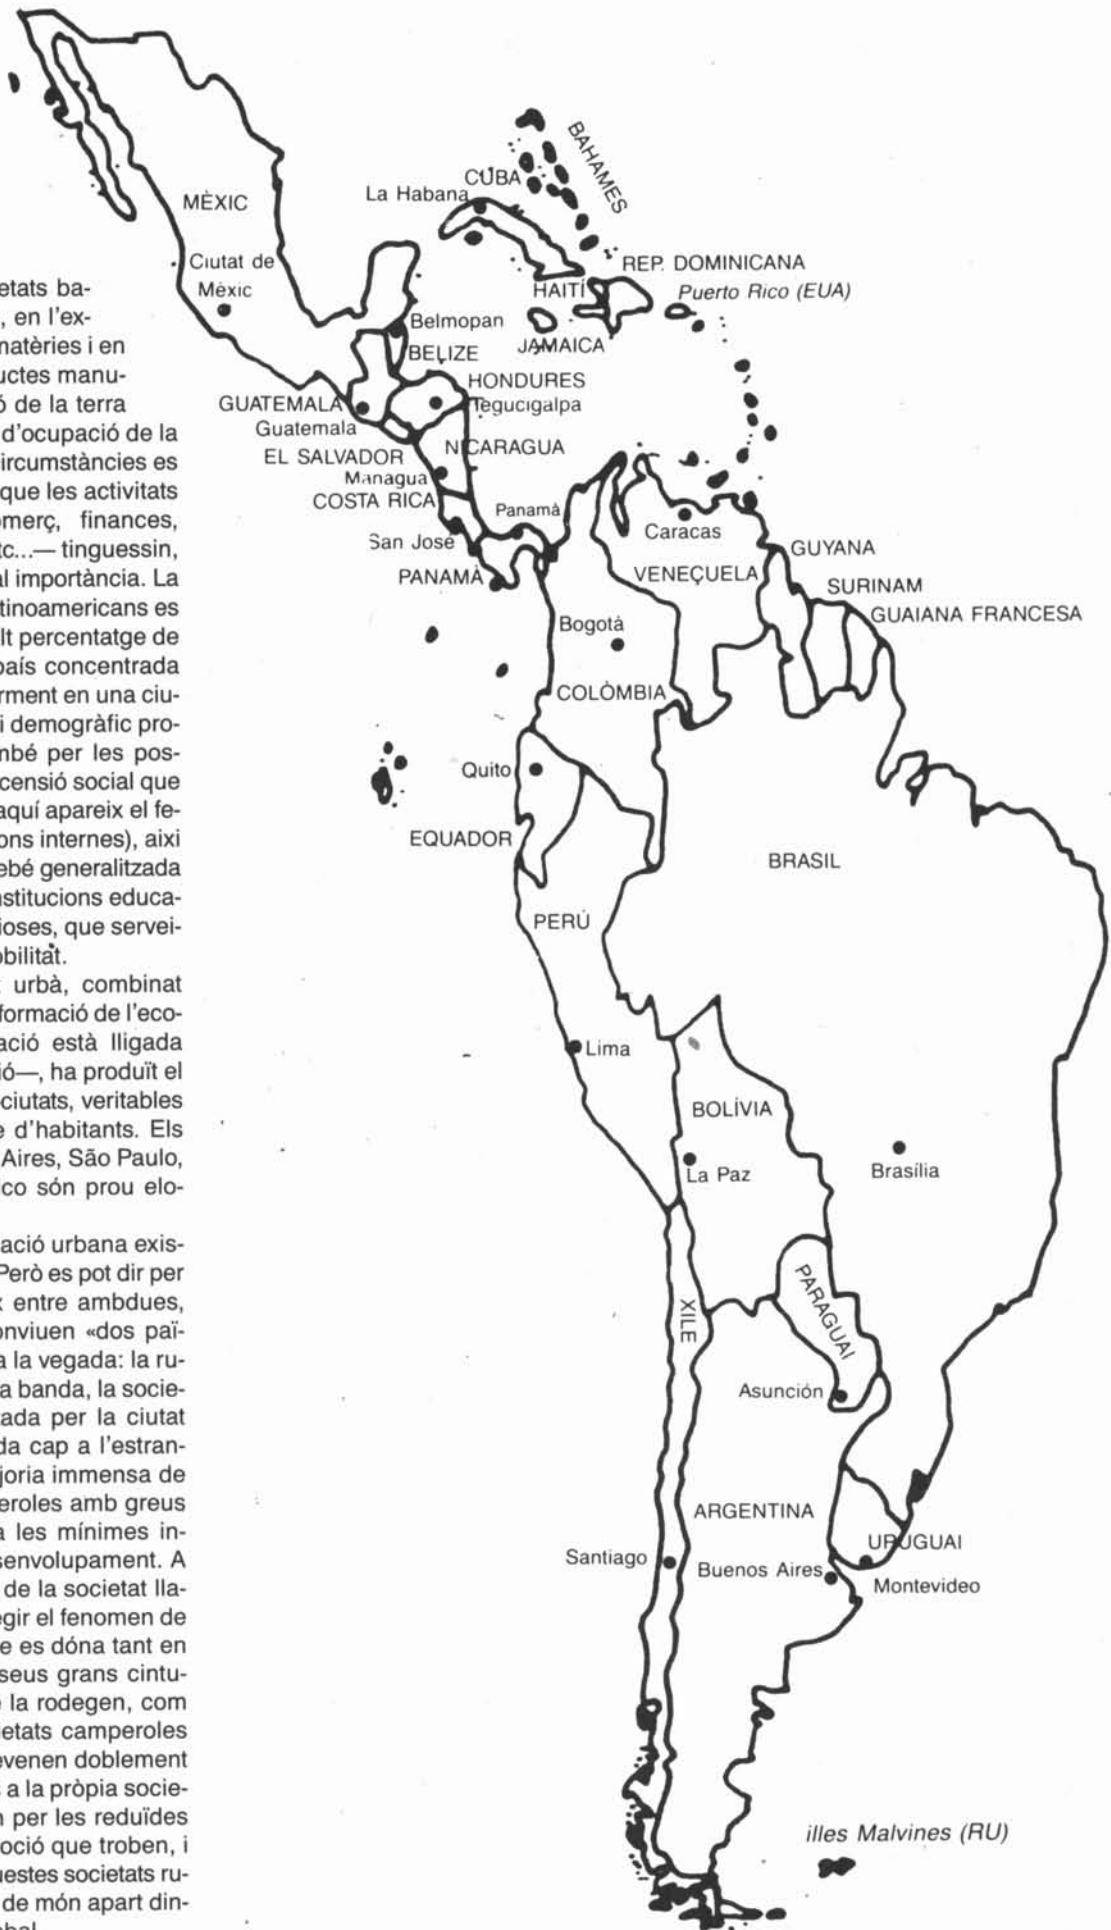 etats ba-
, en l'ex-
natèries i en
uctes manu-
ó de la terra
d'ocupació de la
circumstàncies es
que les activitats
omerç, finances,
tc...— tinguessin,
al importància. La
tinoamericans es
lt percentatge de
país concentrada
rment en una ciu-
i demogràfic pro-
mbé per les pos-
censió social que
aquí apareix el fe-
ons internes), aixi
ebé generalitzada
nstitucions educa-
ioses, que servei-
obilitat.
t urbà, combinat
formació de l'eco-
ació està lligada
ió—, ha produït el
ciutats, veritables
e d'habitants. Els
Aires, São Paulo,
ico són prou elo-
ació urbana exis-
Però es pot dir per
x entre ambdues,
onviuen «dos paï-
a la vegada: la ru-
a banda, la socie-
tada per la ciutat
da cap a l'estran-
joria immensa de
eroles amb greus
a les mínimes in-
senvolupament. A
de la societat lla-
egir el fenomen de
e es dóna tant en
seus grans cintu-
e la rodegen, com
ietats camperoles
evenen doblement
s a la pròpia socie-
n per les reduïdes
oció que troben, i
uestes societats ru-
de món apart din-
obal.
MÈXIC
Ciutat de
Mèxic
BAHAMES
CUBA
La Habana
REP. DOMINICANA
HAITÍ
Puerto Rico (EUA)
JAMAICA
Belmopan
BELIZE
HONDURES
Tegucigalpa
GUATEMALA
Guatemala
NICARAGUA
EL SALVADOR
Managua
COSTA RICA
Panamà
San José
PANAMÀ
Caracas
VENEÇUELA
GUYANA
SURINAM
GUAIANA FRANCESA
Bogotà
COLÒMBIA
Quito
EQUADOR
BRASIL
PERÚ
Lima
BOLÍVIA
La Paz
Brasília
XILE
PARAGUAI
Asunción
ARGENTINA
URUGUAI
Santiago
Buenos Aires
Montevideo
illes Malvines (RU)